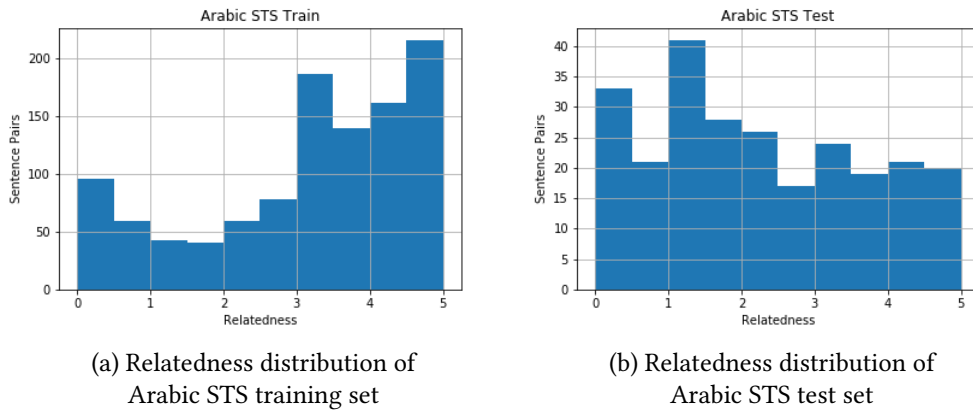 Arabic STS Train
200
150
100
50
0
Sentence Pairs
0 1 2 3 4 5
Relatedness
(a) Relatedness distribution of
Arabic STS training set
Arabic STS Test
40
35
30
25
20
15
10
5
0
Sentence Pairs
0 1 2 3 4 5
Relatedness
(b) Relatedness distribution of
Arabic STS test set